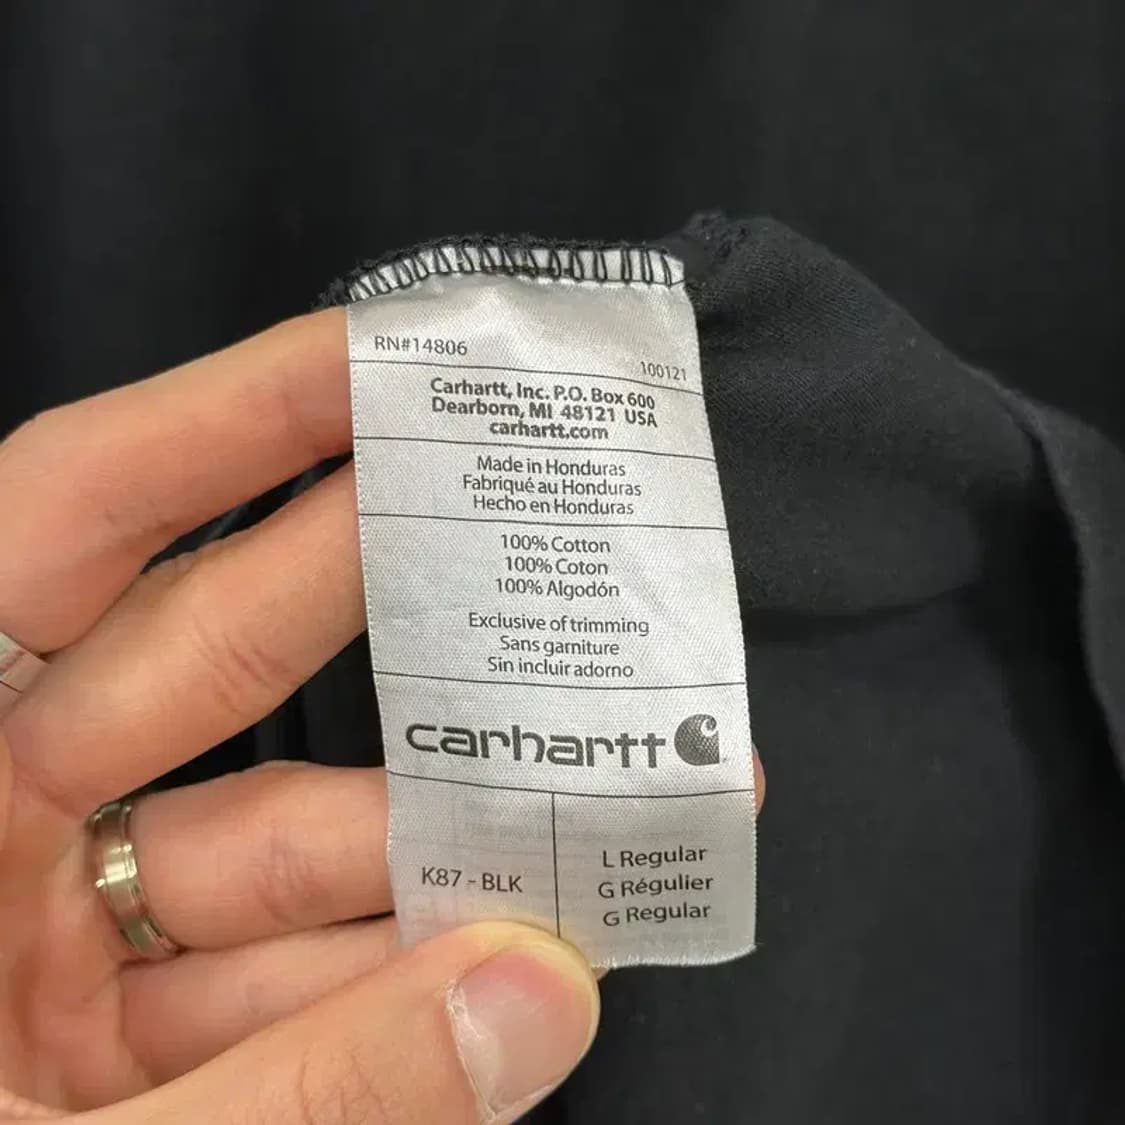 RN#14806
100121
Carhartt, Inc. P.O. Box 600
Dearborn, MI 48121 USA
carhartt.com
Made in Honduras
Fabriqué au Honduras
Hecho en Honduras
100% Cotton
100% Coton
100% Algodón
Exclusive of trimming
Sans garniture
Sin incluir adorno
carhartt
K87 - BLK
L Regular
G Régulier
G Regular